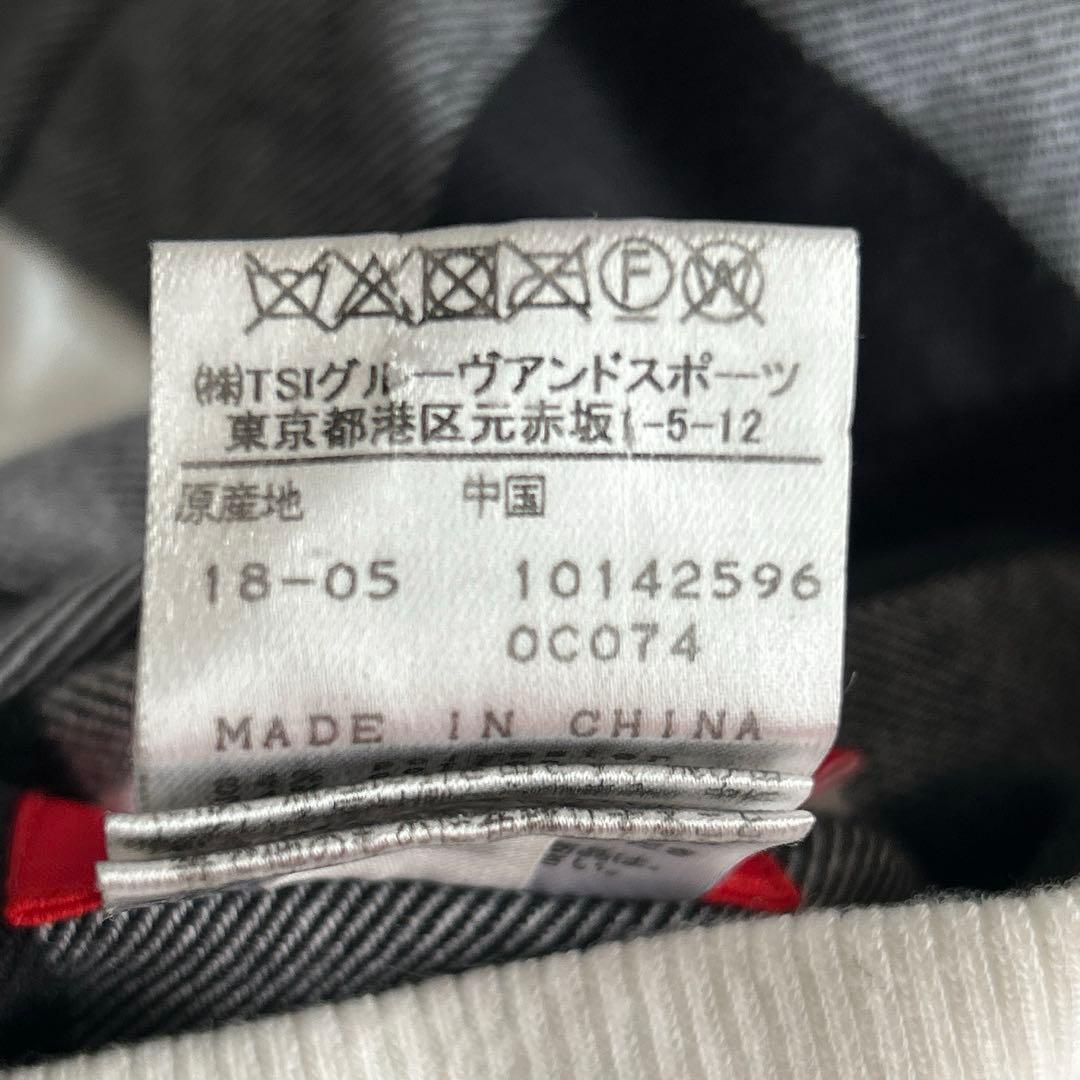 F W
㈱TSIグルーヴアンドスポーツ
東京都港区元赤坂1-5-12
原産地 中国
18-05 10142596
0C074
MADE IN CHINA